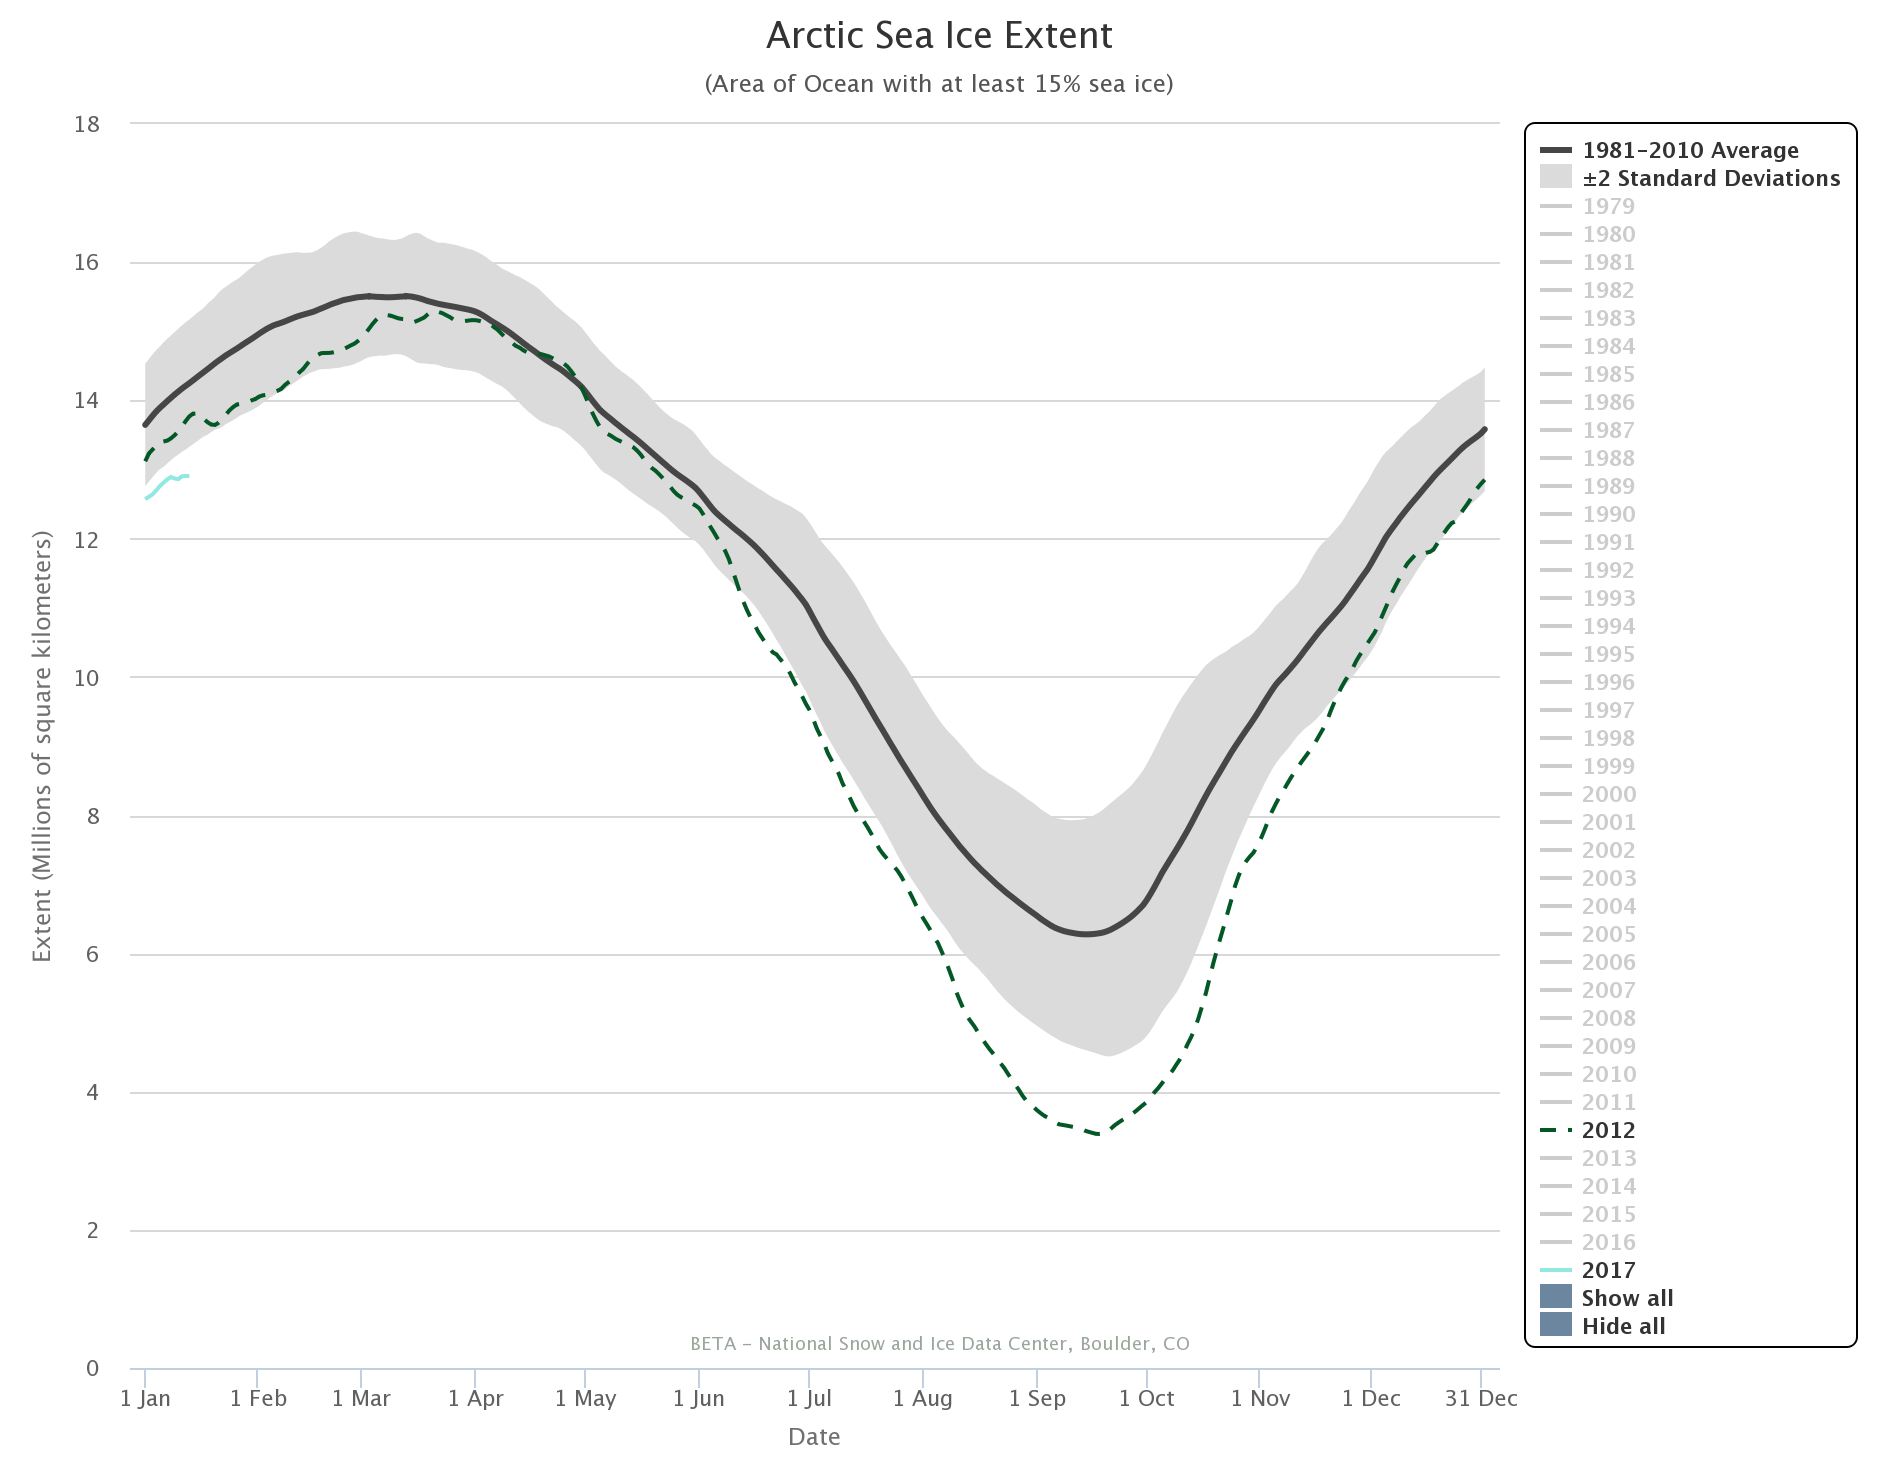 Arctic Sea Ice Extent
(Area of Ocean with at least 15% sea ice)
Extent (Millions of square kilometers)
18
16
14
12
10
8
6
4
2
0
1 Jan
1 Feb
1 Mar
1 Apr
1 May
1 Jun
1 Jul
1 Aug
1 Sep
1 Oct
1 Nov
1 Dec
31 Dec
Date
BETA – National Snow and Ice Data Center, Boulder, CO
1981–2010 Average
±2 Standard Deviations
1979
1980
1981
1982
1983
1984
1985
1986
1987
1988
1989
1990
1991
1992
1993
1994
1995
1996
1997
1998
1999
2000
2001
2002
2003
2004
2005
2006
2007
2008
2009
2010
2011
2012
2013
2014
2015
2016
2017
Show all
Hide all